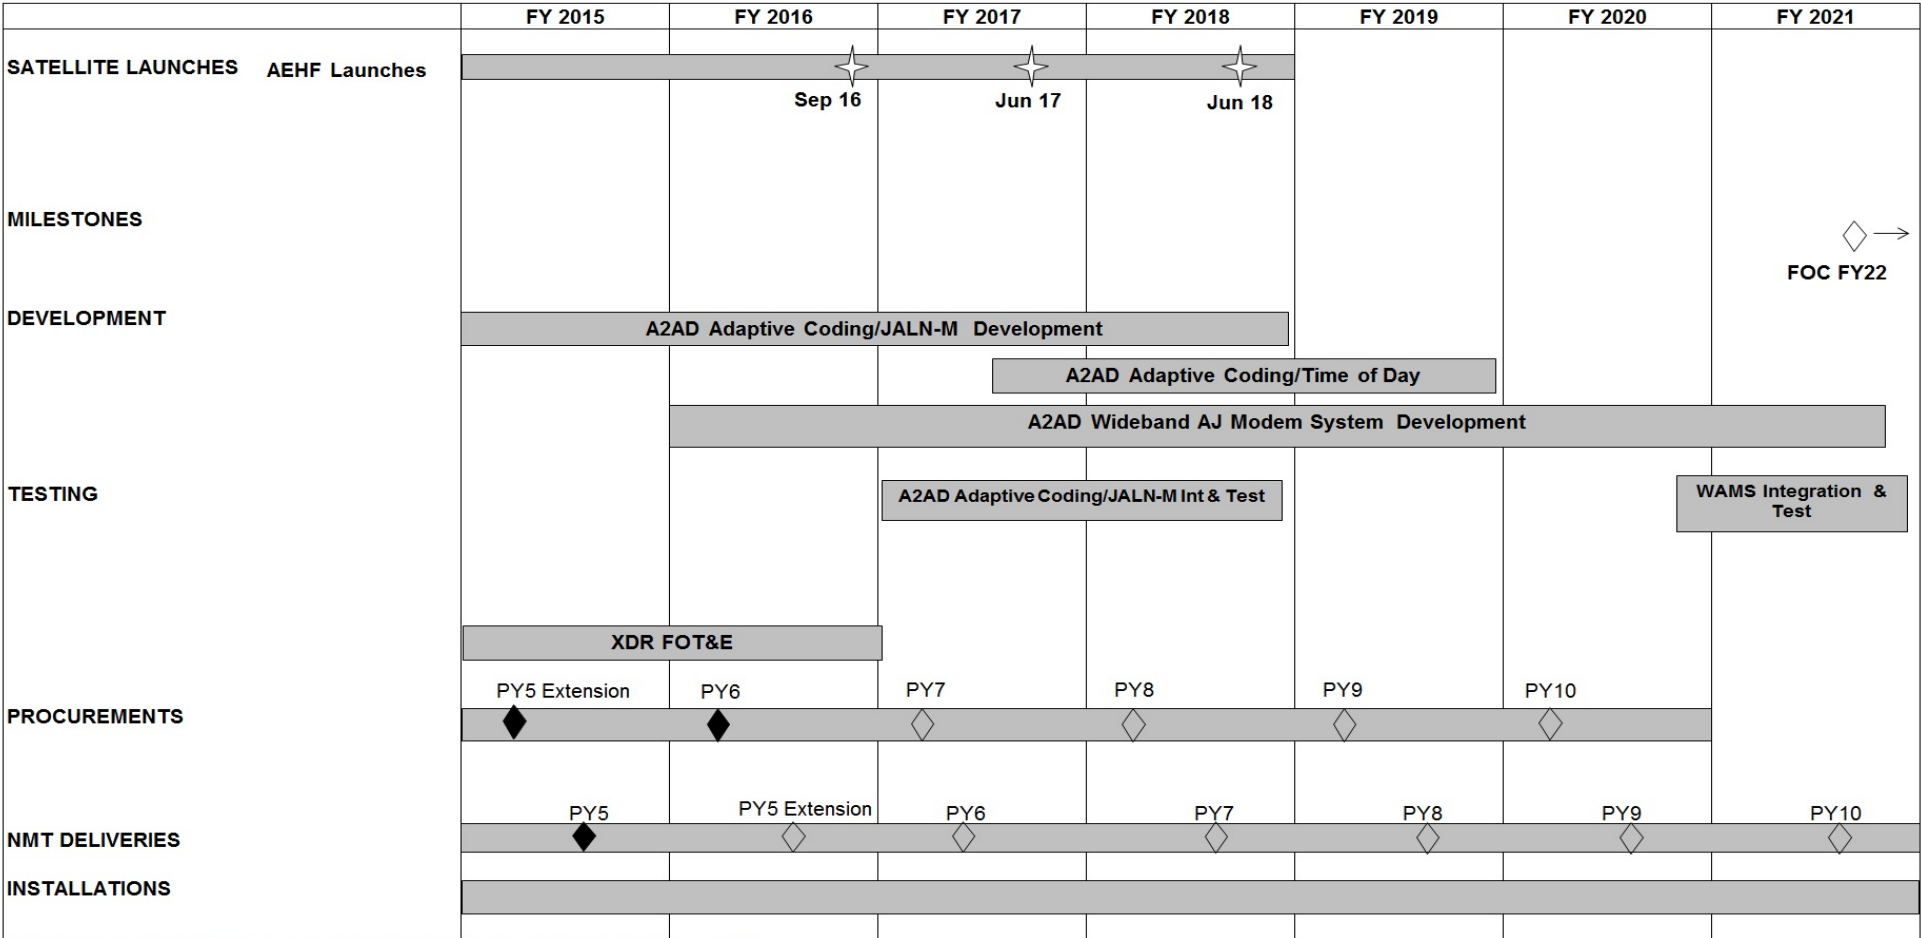 FY 2015 FY 2016 FY 2017 FY 2018 FY 2019 FY 2020 FY 2021
SATELLITE LAUNCHES AEHF Launches
Sep 16 Jun 17 Jun 18
MILESTONES
FOC FY22
DEVELOPMENT
A2AD Adaptive Coding/JALN-M Development
A2AD Adaptive Coding/Time of Day
A2AD Wideband AJ Modem System Development
TESTING
A2AD Adaptive Coding/JALN-M Int & Test
WAMS Integration &
Test
XDR FOT&E
PY5 Extension PY6 PY7 PY8 PY9 PY10
PROCUREMENTS
PY5 PY5 Extension PY6 PY7 PY8 PY9 PY10
NMT DELIVERIES
INSTALLATIONS